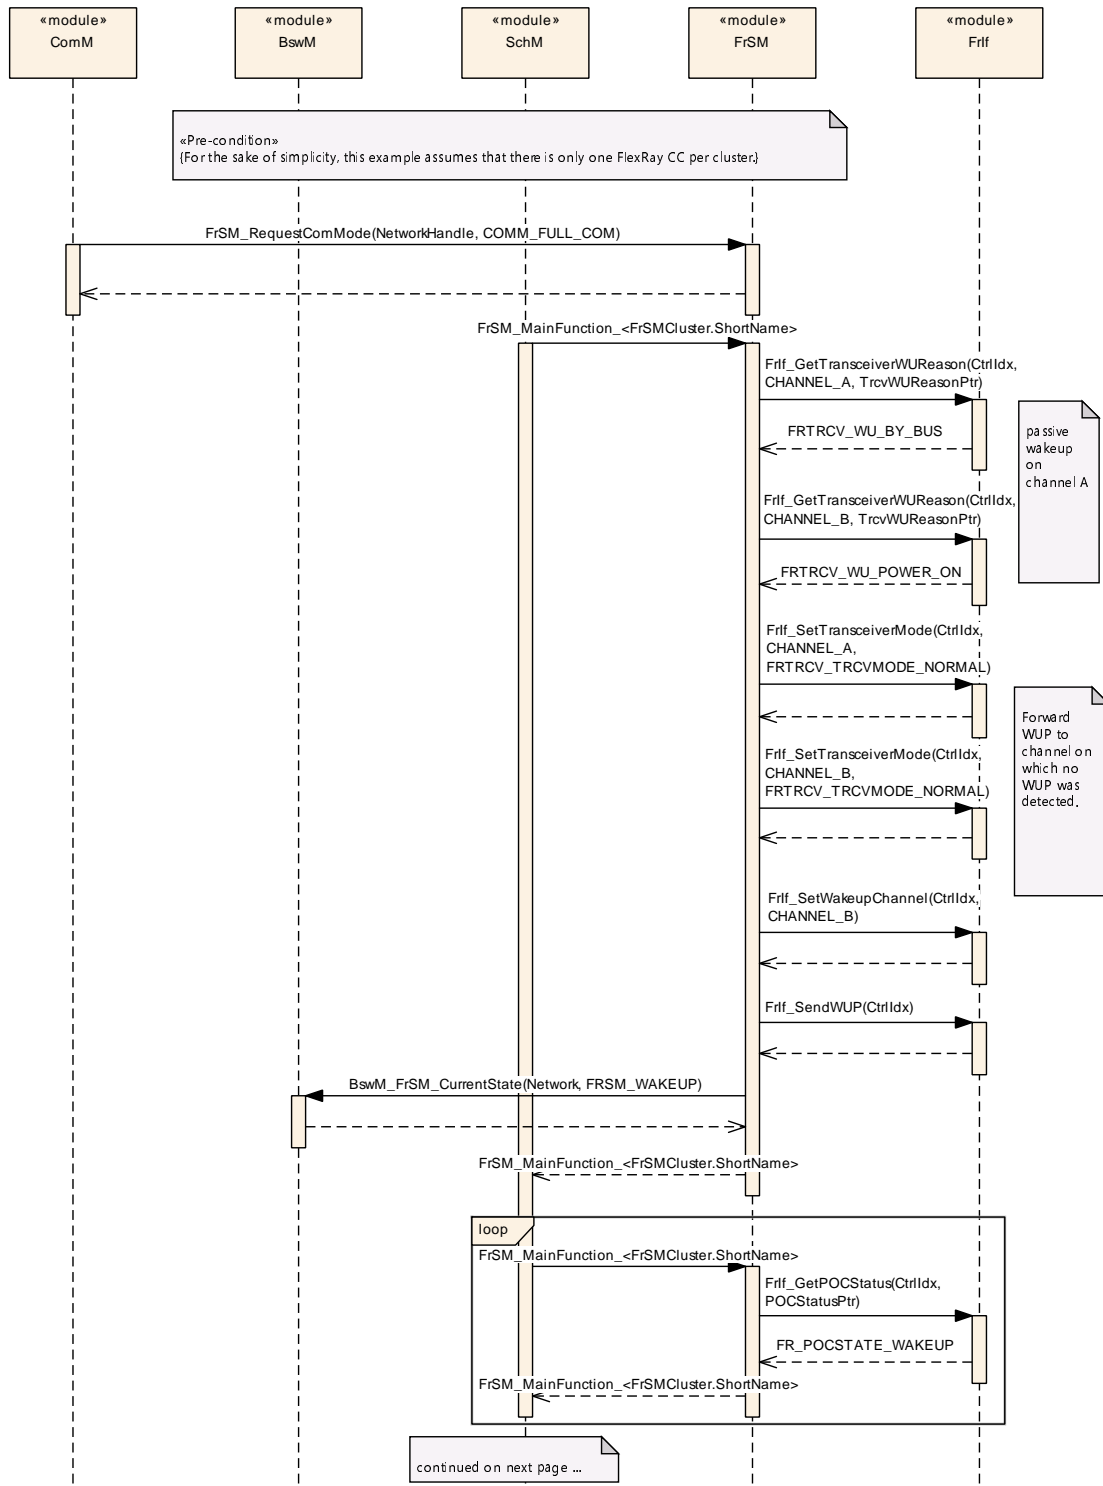 «module»
ComM
«module»
BswM
«module»
SchM
«module»
FrSM
«module»
FrIf
«Pre-condition»
{For the sake of simplicity, this example assumes that there is only one FlexRay CC per cluster.}
FrSM_RequestComMode(NetworkHandle, COMM_FULL_COM)
FrSM_MainFunction_<FrSMCluster.ShortName>
FrIf_GetTransceiverWUReason(CtrlIdx,
CHANNEL_A, TrcvWUReasonPtr)
FRTRCV_WU_BY_BUS
passive
wakeup
on
channel A
FrIf_GetTransceiverWUReason(CtrlIdx,
CHANNEL_B, TrcvWUReasonPtr)
FRTRCV_WU_POWER_ON
FrIf_SetTransceiverMode(CtrlIdx,
CHANNEL_A,
FRTRCV_TRCVMODE_NORMAL)
Forward
WUP to
channel on
which no
WUP was
detected.
FrIf_SetTransceiverMode(CtrlIdx,
CHANNEL_B,
FRTRCV_TRCVMODE_NORMAL)
FrIf_SetWakeupChannel(CtrlIdx,
CHANNEL_B)
FrIf_SendWUP(CtrlIdx)
BswM_FrSM_CurrentState(Network, FRSM_WAKEUP)
FrSM_MainFunction_<FrSMCluster.ShortName>
loop
FrSM_MainFunction_<FrSMCluster.ShortName>
FrIf_GetPOCStatus(CtrlIdx,
POCStatusPtr)
FR_POCSTATE_WAKEUP
FrSM_MainFunction_<FrSMCluster.ShortName>
continued on next page ...